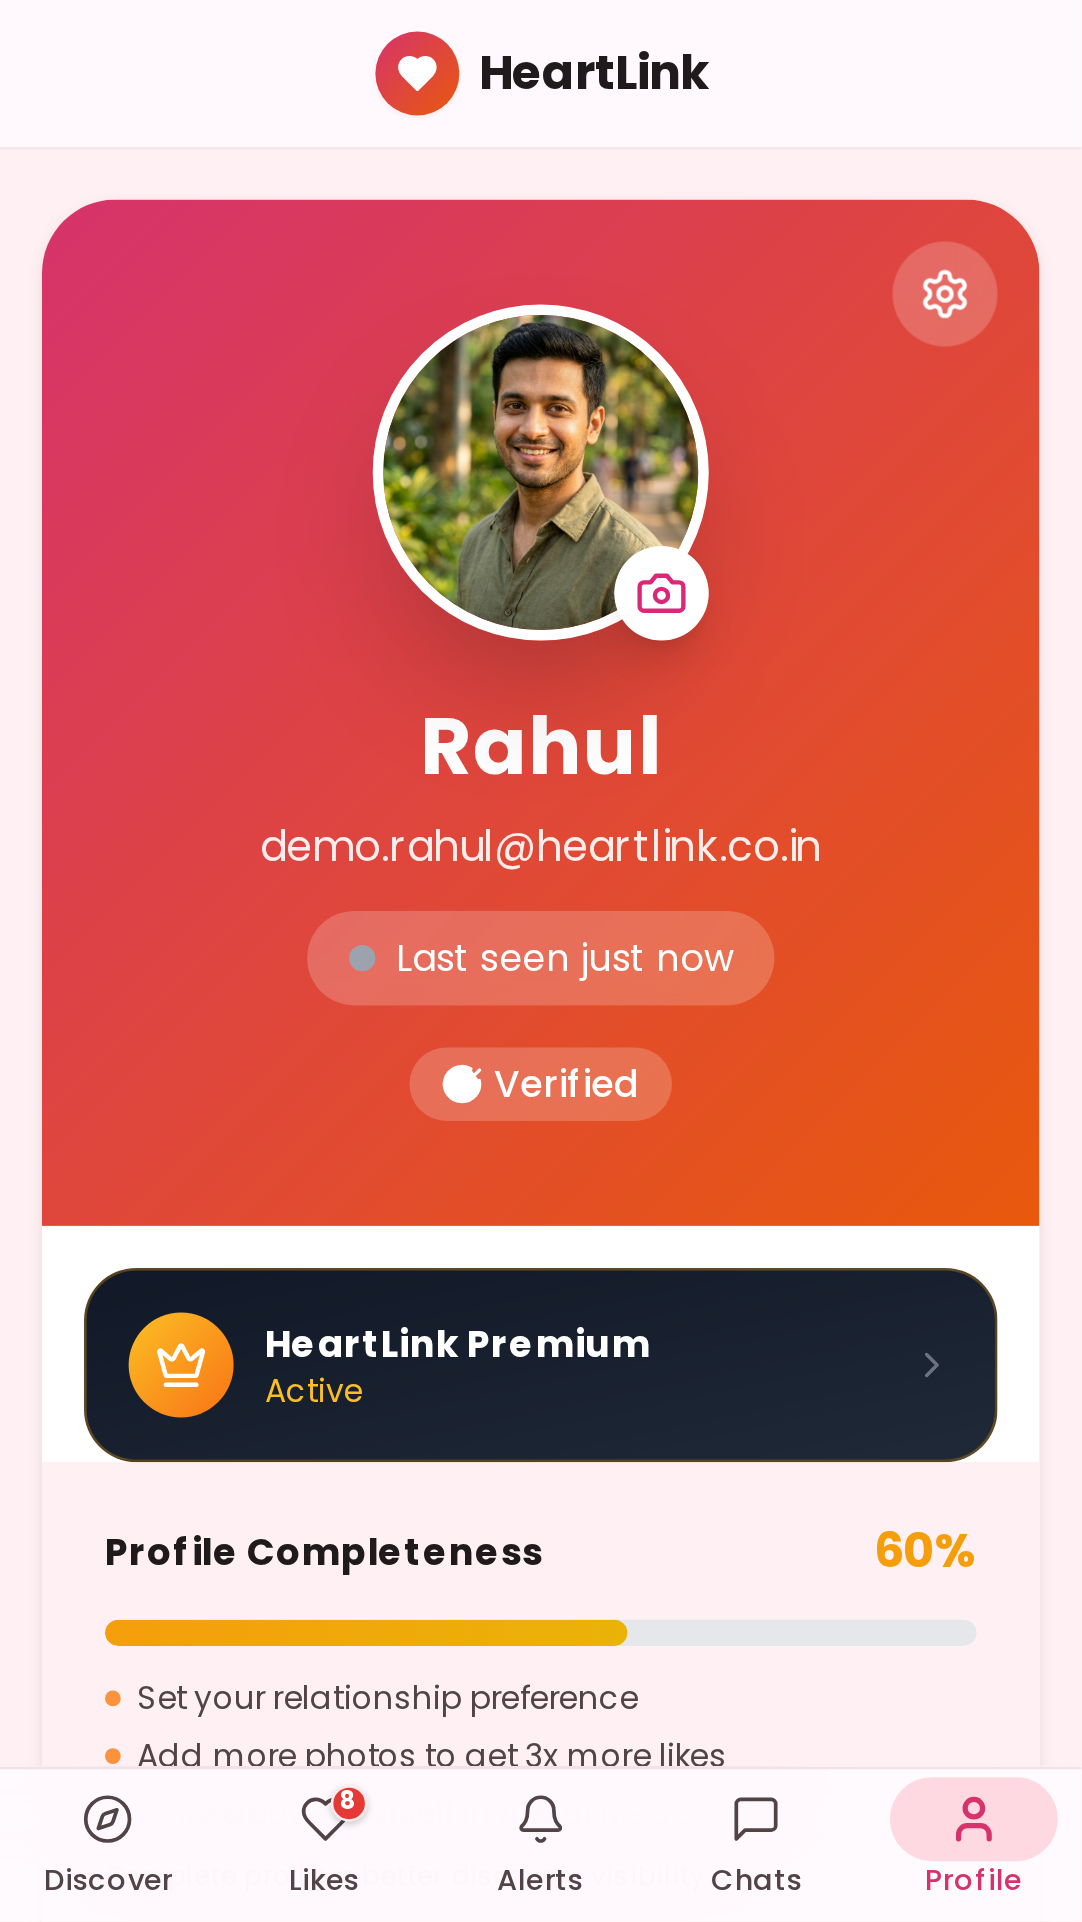 HeartLink
Rahul
demo.rahul@heartlink.co.in
Last seen just now
Verified
HeartLink Premium
Active
Profile Completeness
60%
Set your relationship preference
Add more photos to get 3x more likes
8
Discover
Likes
Alerts
Chats
Profile